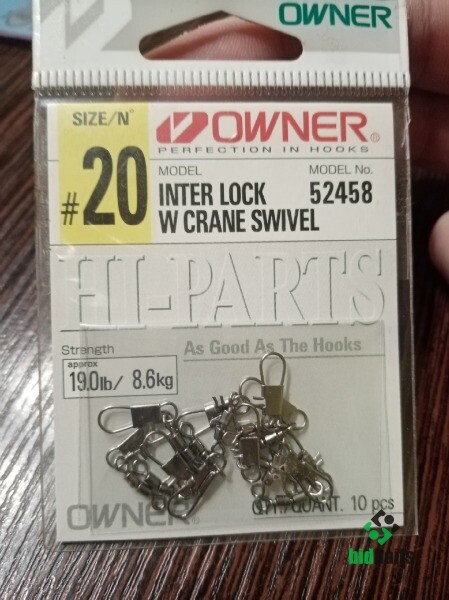 OWNER
SIZE/N°
#20
OWNER®
PERFECTION IN HOOKS
MODEL
MODEL No.
INTER LOCK
52458
W CRANE SWIVEL
HI-PARTS
Strength
As Good As The Hooks
approx
19.0lb/ 8.6kg
OWNER
QTY/QUANT. 10 pcs